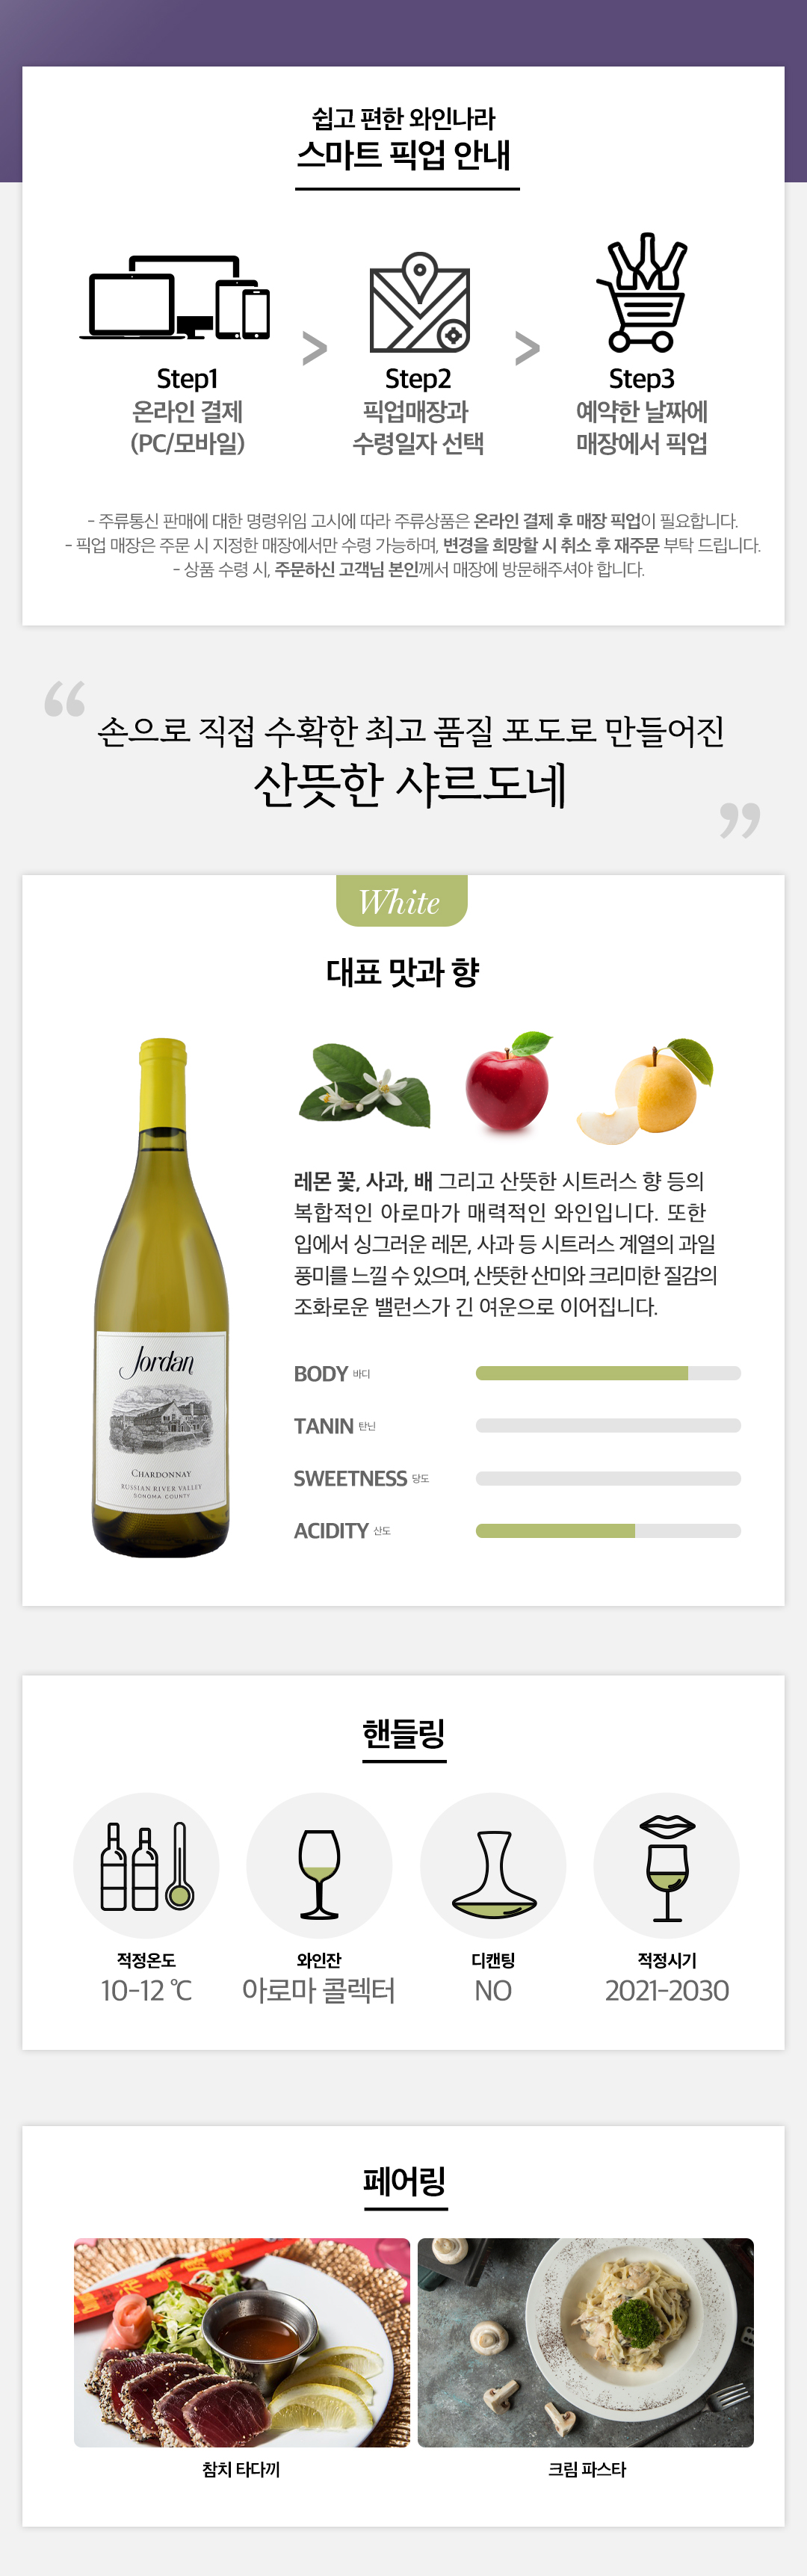 쉽고 편한 와인나라
스마트 픽업 안내
Step1
온라인 결제
(PC/모바일)
>
Step2
픽업매장과
수령일자 선택
>
Step3
예약한 날짜에
매장에서 픽업
- 주류통신 판매에 대한 명령위임 고시에 따라 주류상품은 온라인 결제 후 매장 픽업이 필요합니다.
- 픽업 매장은 주문 시 지정한 매장에서만 수령 가능하며, 변경을 희망할 시 취소 후 재주문 부탁 드립니다.
- 상품 수령 시, 주문하신 고객님 본인께서 매장에 방문해주셔야 합니다.
“ 손으로 직접 수확한 최고 품질 포도로 만들어진
산뜻한 샤르도네 ”
White
대표 맛과 향
레몬 꽃, 사과, 배 그리고 산뜻한 시트러스 향 등의
복합적인 아로마가 매력적인 와인입니다. 또한
입에서 싱그러운 레몬, 사과 등 시트러스 계열의 과일
풍미를 느낄 수 있으며, 산뜻한 산미와 크리미한 질감의
조화로운 밸런스가 긴 여운으로 이어집니다.
Jordan
CHARDONNAY
RUSSIAN RIVER VALLEY
SONOMA COUNTY
BODY 바디
TANIN 탄닌
SWEETNESS 당도
ACIDITY 산도
핸들링
적정온도
10-12 ℃
와인잔
아로마 콜렉터
디캔팅
NO
적정시기
2021-2030
페어링
참치 타다끼
크림 파스타